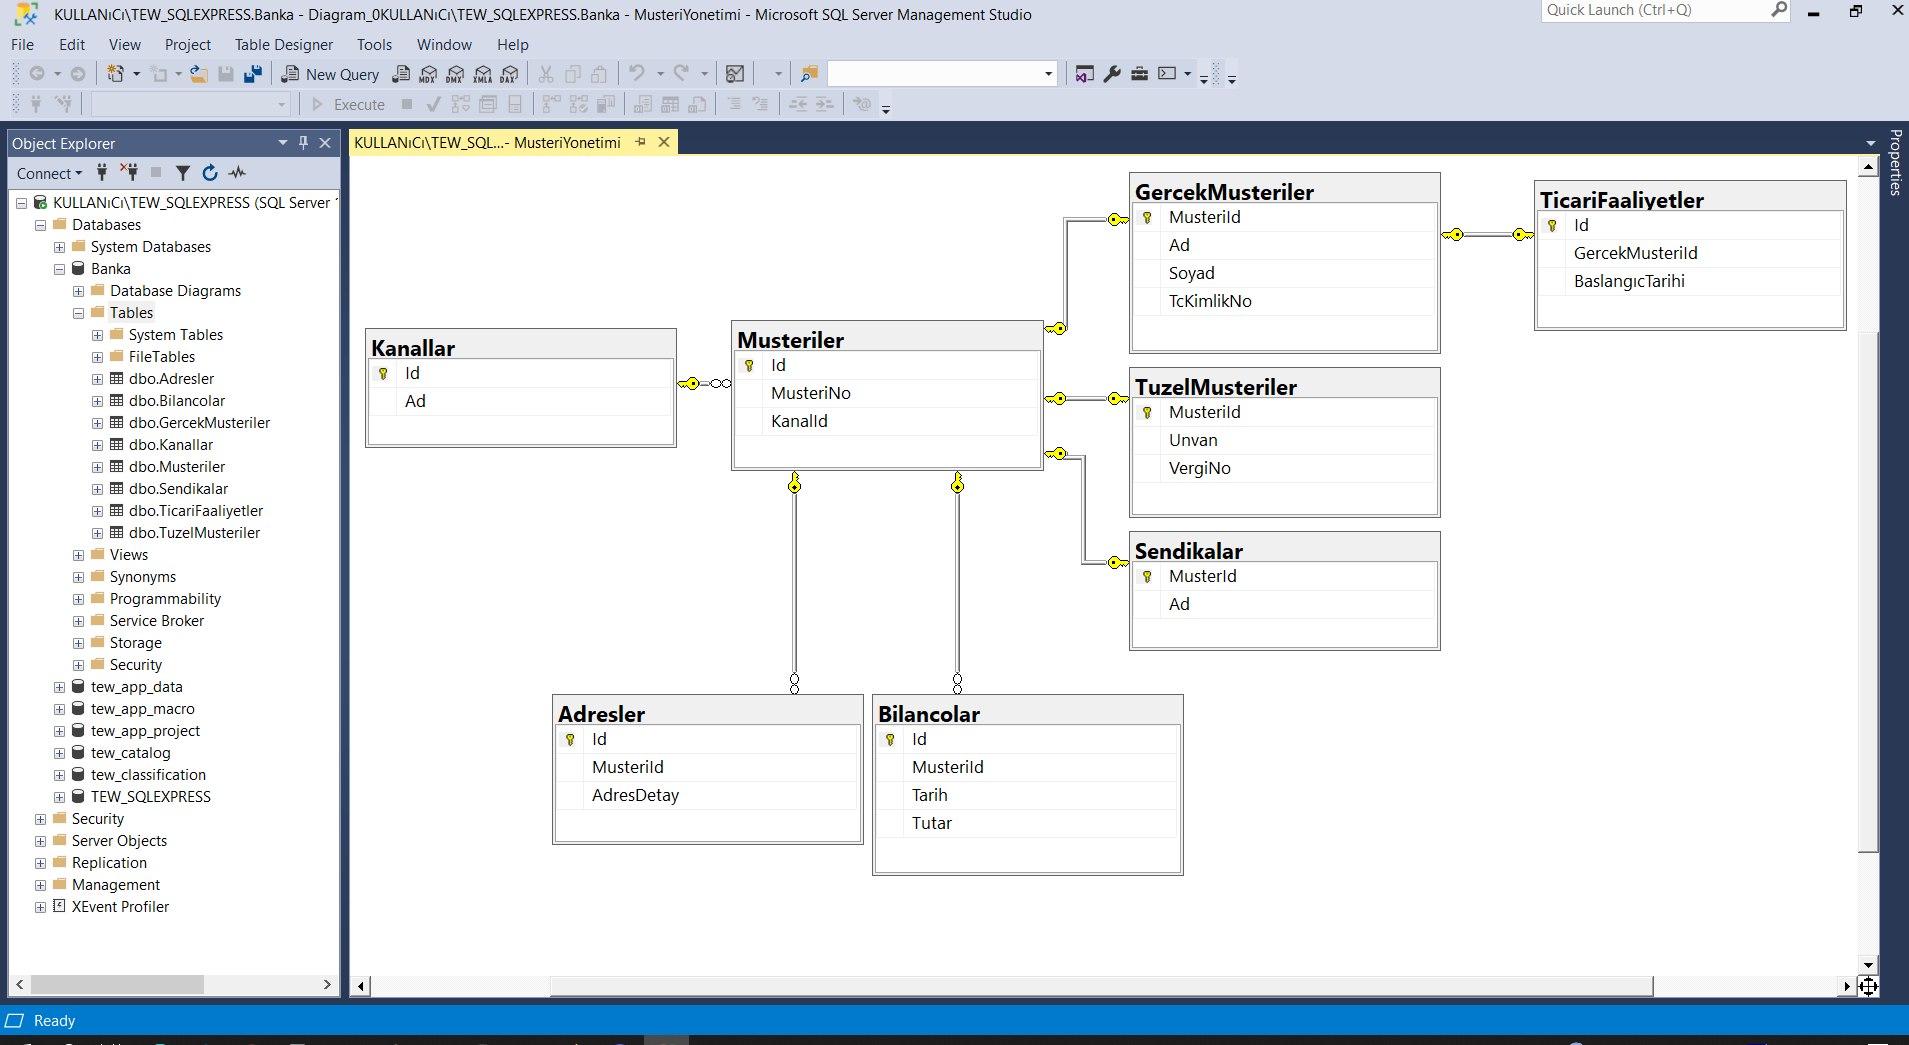 KULLANıCı\TEW_SQLEXPRESS.Banka - Diagram_0KULLANıCı\TEW_SQLEXPRESS.Banka - MusteriYonetimi - Microsoft SQL Server Management Studio
Quick Launch (Ctrl+Q)
File Edit View Project Table Designer Tools Window Help
New Query MDX DMX XMLA DAX
Execute
Object Explorer
KULLANıCı\TEW_SQL...- MusteriYonetimi
Properties
Connect
KULLANıCı\TEW_SQLEXPRESS (SQL Server
Databases
System Databases
Banka
Database Diagrams
Tables
System Tables
FileTables
dbo.Adresler
dbo.Bilancolar
dbo.GercekMusteriler
dbo.Kanallar
dbo.Musteriler
dbo.Sendikalar
dbo.TicariFaaliyetler
dbo.TuzelMusteriler
Views
Synonyms
Programmability
Service Broker
Storage
Security
tew_app_data
tew_app_macro
tew_app_project
tew_catalog
tew_classification
TEW_SQLEXPRESS
Security
Server Objects
Replication
Management
XEvent Profiler
Kanallar
Id
Ad
Musteriler
Id
MusteriNo
KanalId
GercekMusteriler
MusteriId
Ad
Soyad
TcKimlikNo
TicariFaaliyetler
Id
GercekMusteriId
BaslangıcTarihi
TuzelMusteriler
MusteriId
Unvan
VergiNo
Sendikalar
MusterId
Ad
Adresler
Id
MusteriId
AdresDetay
Bilancolar
Id
MusteriId
Tarih
Tutar
Ready